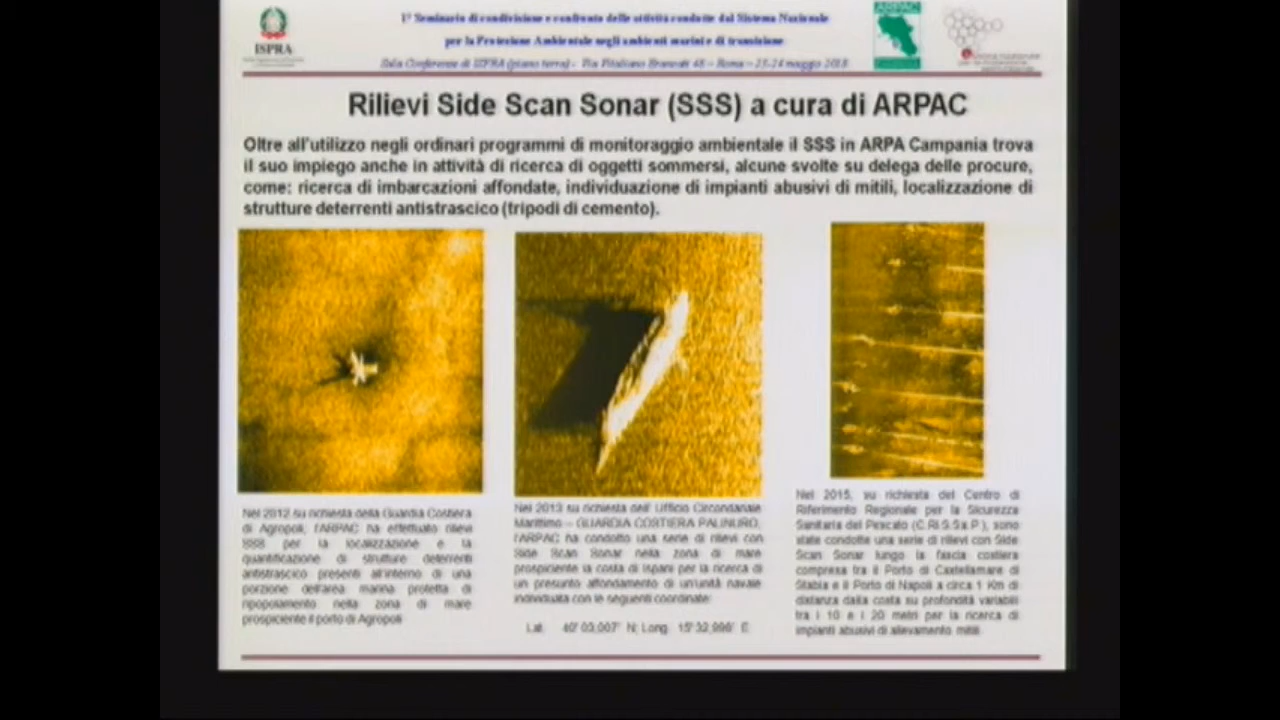 1° Seminario di condivisione e confronto delle attività condotte dal Sistema Nazionale
per la Protezione Ambientale negli ambienti marini e di transizione
Sala Conferenze di ISPRA (piano terra) - Via Vitaliano Brancati 48 – Roma – 23-24 maggio 2018
ISPRA
ARPAC
Rilievi Side Scan Sonar (SSS) a cura di ARPAC
Oltre all'utilizzo negli ordinari programmi di monitoraggio ambientale il SSS in ARPA Campania trova
il suo impiego anche in attività di ricerca di oggetti sommersi, alcune svolte su delega delle procure,
come: ricerca di imbarcazioni affondate, individuazione di impianti abusivi di mitili, localizzazione di
strutture deterrenti antistrascico (tripodi di cemento).
Nel 2012 su richiesta della Guardia Costiera
di Agropoli, l'ARPAC ha effettuato rilievi
SSS per la localizzazione e la
quantificazione di strutture deterrenti
antistrascico presenti all'interno di una
porzione dell'area marina protetta di
ripopolamento nella zona di mare
prospiciente il porto di Agropoli
Nel 2013 su richiesta dell' Ufficio Circondariale
Marittimo – GUARDIA COSTIERA PALINURO,
l'ARPAC ha condotto una serie di rilievi con
Side Scan Sonar nella zona di mare
prospiciente la costa di Ispani per la ricerca di
un presunto affondamento di un'unità navale
individuata con le seguenti coordinate:
Lat. 40° 03,007' N; Long. 15° 32,996' E
Nel 2015, su richiesta del Centro di
Riferimento Regionale per la Sicurezza
Sanitaria del Pescato (C.Ri.S.Sa.P.), sono
state condotte una serie di rilievi con Side
Scan Sonar lungo la fascia costiera
compresa tra il Porto di Castellamare di
Stabia e il Porto di Napoli a circa 1 Km di
distanza dalla costa su profondità variabili
tra i 10 e i 20 metri per la ricerca di
impianti abusivi di allevamento mitili